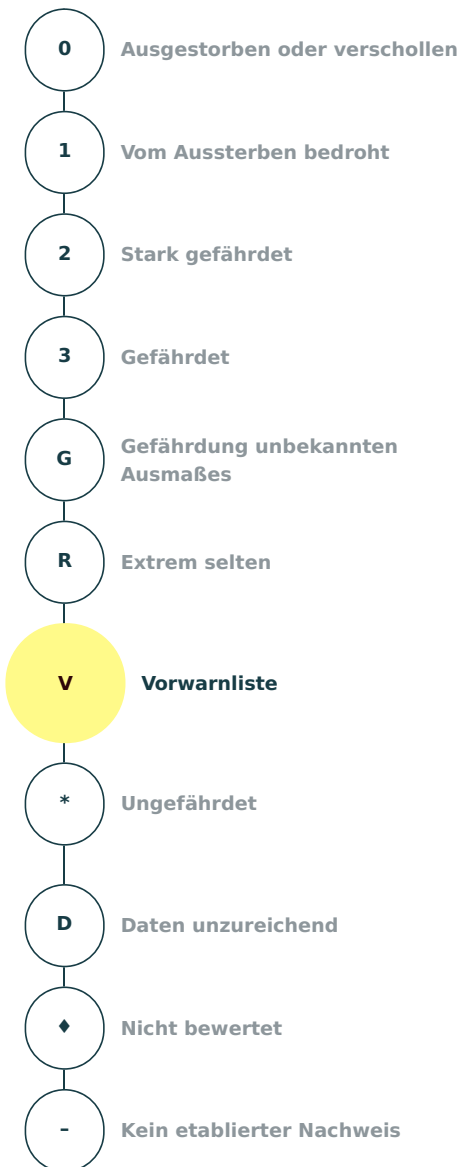 0 Ausgestorben oder verschollen
1 Vom Aussterben bedroht
2 Stark gefährdet
3 Gefährdet
G Gefährdung unbekannten
Ausmaßes
R Extrem selten
V Vorwarnliste
* Ungefährdet
D Daten unzureichend
♦ Nicht bewertet
– Kein etablierter Nachweis